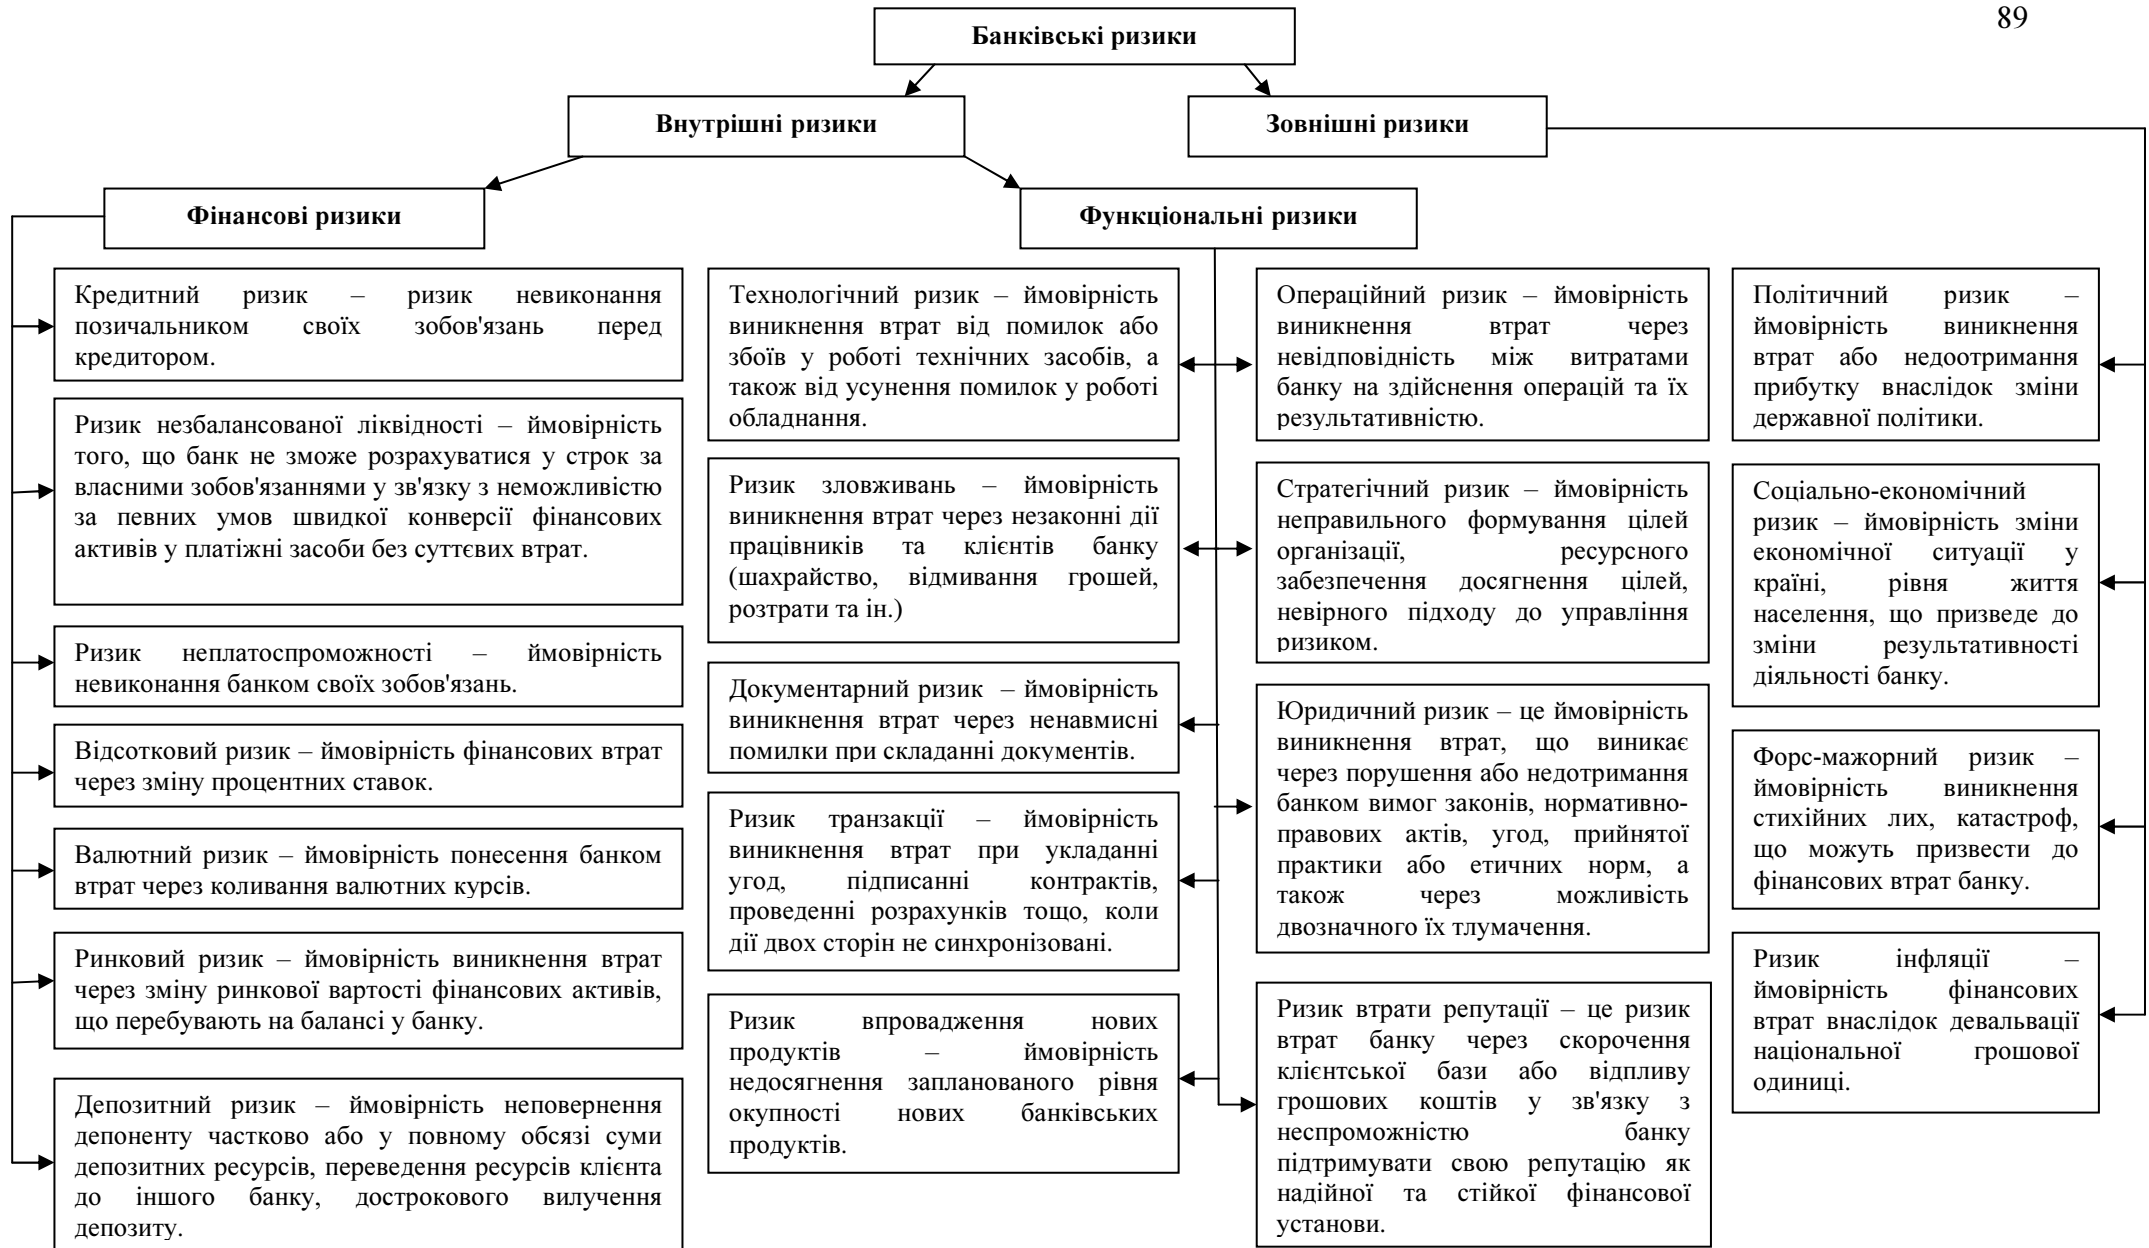 89
Банківські ризики
Внутрішні ризики
Зовнішні ризики
Фінансові ризики
Функціональні ризики
Кредитний ризик – ризик невиконання
позичальником своїх зобов'язань перед
кредитором.
Ризик незбалансованої ліквідності – ймовірність
того, що банк не зможе розрахуватися у строк за
власними зобов'язаннями у зв'язку з неможливістю
за певних умов швидкої конверсії фінансових
активів у платіжні засоби без суттєвих втрат.
Ризик неплатоспроможності – ймовірність
невиконання банком своїх зобов'язань.
Відсотковий ризик – ймовірність фінансових втрат
через зміну процентних ставок.
Валютний ризик – ймовірність понесення банком
втрат через коливання валютних курсів.
Ринковий ризик – ймовірність виникнення втрат
через зміну ринкової вартості фінансових активів,
що перебувають на балансі у банку.
Депозитний ризик – ймовірність неповернення
депоненту частково або у повному обсязі суми
депозитних ресурсів, переведення ресурсів клієнта
до іншого банку, дострокового вилучення
депозиту.
Технологічний ризик – ймовірність
виникнення втрат від помилок або
збоїв у роботі технічних засобів, а
також від усунення помилок у роботі
обладнання.
Ризик зловживань – ймовірність
виникнення втрат через незаконні дії
працівників та клієнтів банку
(шахрайство, відмивання грошей,
розтрати та ін.)
Документарний ризик – ймовірність
виникнення втрат через ненавмисні
помилки при складанні документів.
Ризик транзакції – ймовірність
виникнення втрат при укладанні
угод, підписанні контрактів,
проведенні розрахунків тощо, коли
дії двох сторін не синхронізовані.
Ризик впровадження нових
продуктів – ймовірність
недосягнення запланованого рівня
окупності нових банківських
продуктів.
Операційний ризик – ймовірність
виникнення втрат через
невідповідність між витратами
банку на здійснення операцій та їх
результативністю.
Стратегічний ризик – ймовірність
неправильного формування цілей
організації, ресурсного
забезпечення досягнення цілей,
невірного підходу до управління
ризиком.
Юридичний ризик – це ймовірність
виникнення втрат, що виникає
через порушення або недотримання
банком вимог законів, нормативно-
правових актів, угод, прийнятої
практики або етичних норм, а
також через можливість
двозначного їх тлумачення.
Ризик втрати репутації – це ризик
втрат банку через скорочення
клієнтської бази або відпливу
грошових коштів у зв'язку з
неспроможністю банку
підтримувати свою репутацію як
надійної та стійкої фінансової
установи.
Політичний ризик –
ймовірність виникнення
втрат або недоотримання
прибутку внаслідок зміни
державної політики.
Соціально-економічний
ризик – ймовірність зміни
економічної ситуації у
країні, рівня життя
населення, що призведе до
зміни результативності
діяльності банку.
Форс-мажорний ризик –
ймовірність виникнення
стихійних лих, катастроф,
що можуть призвести до
фінансових втрат банку.
Ризик інфляції –
ймовірність фінансових
втрат внаслідок девальвації
національної грошової
одиниці.